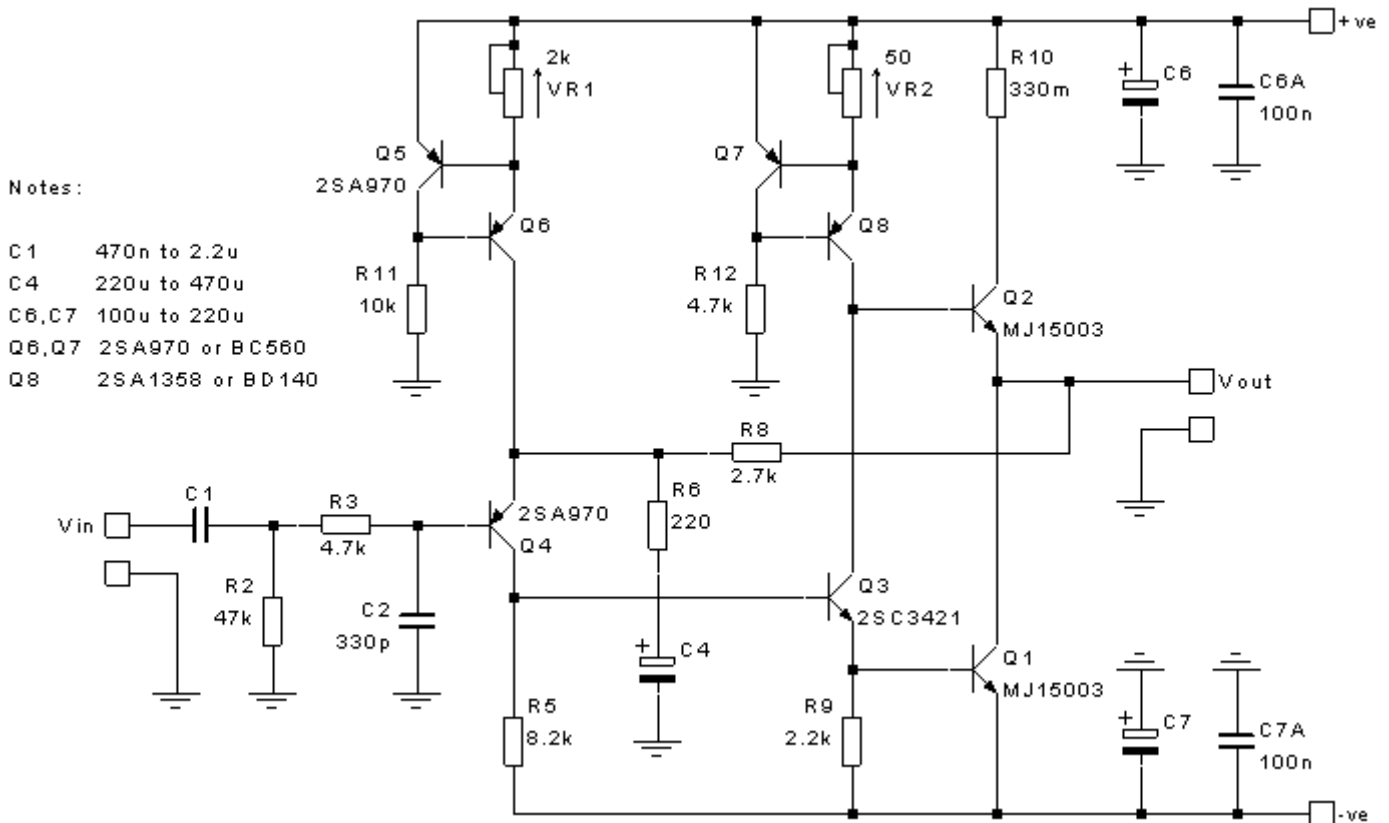 +ve
2k
VR1
50
VR2
R10
330m
C6
C6A
100n
Q5
2SA970
Q7
Notes:
Q6
Q8
C1 470n to 2.2u
C4 220u to 470u
C6,C7 100u to 220u
Q6,Q7 2SA970 or BC560
Q8 2SA1358 or BD140
R11
10k
R12
4.7k
Q2
MJ15003
Vout
R8
2.7k
C1
Vin
R3
4.7k
2SA970
Q4
R6
220
R2
47k
C2
330p
Q3
2SC3421
+
C4
Q1
MJ15003
R5
8.2k
R9
2.2k
+
C7
C7A
100n
+
-ve